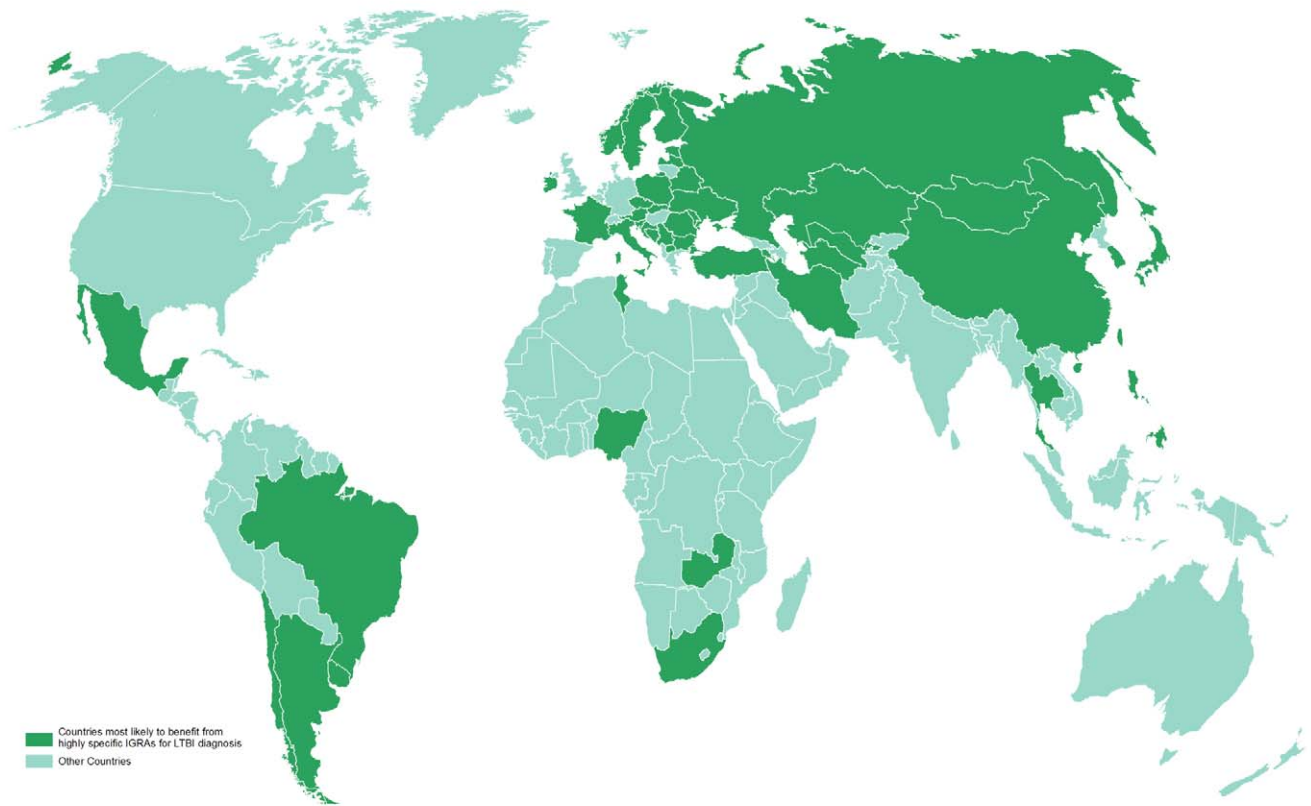 Countries most likely to benefit from
highly specific IGRAs for LTBI diagnosis
Other Countries